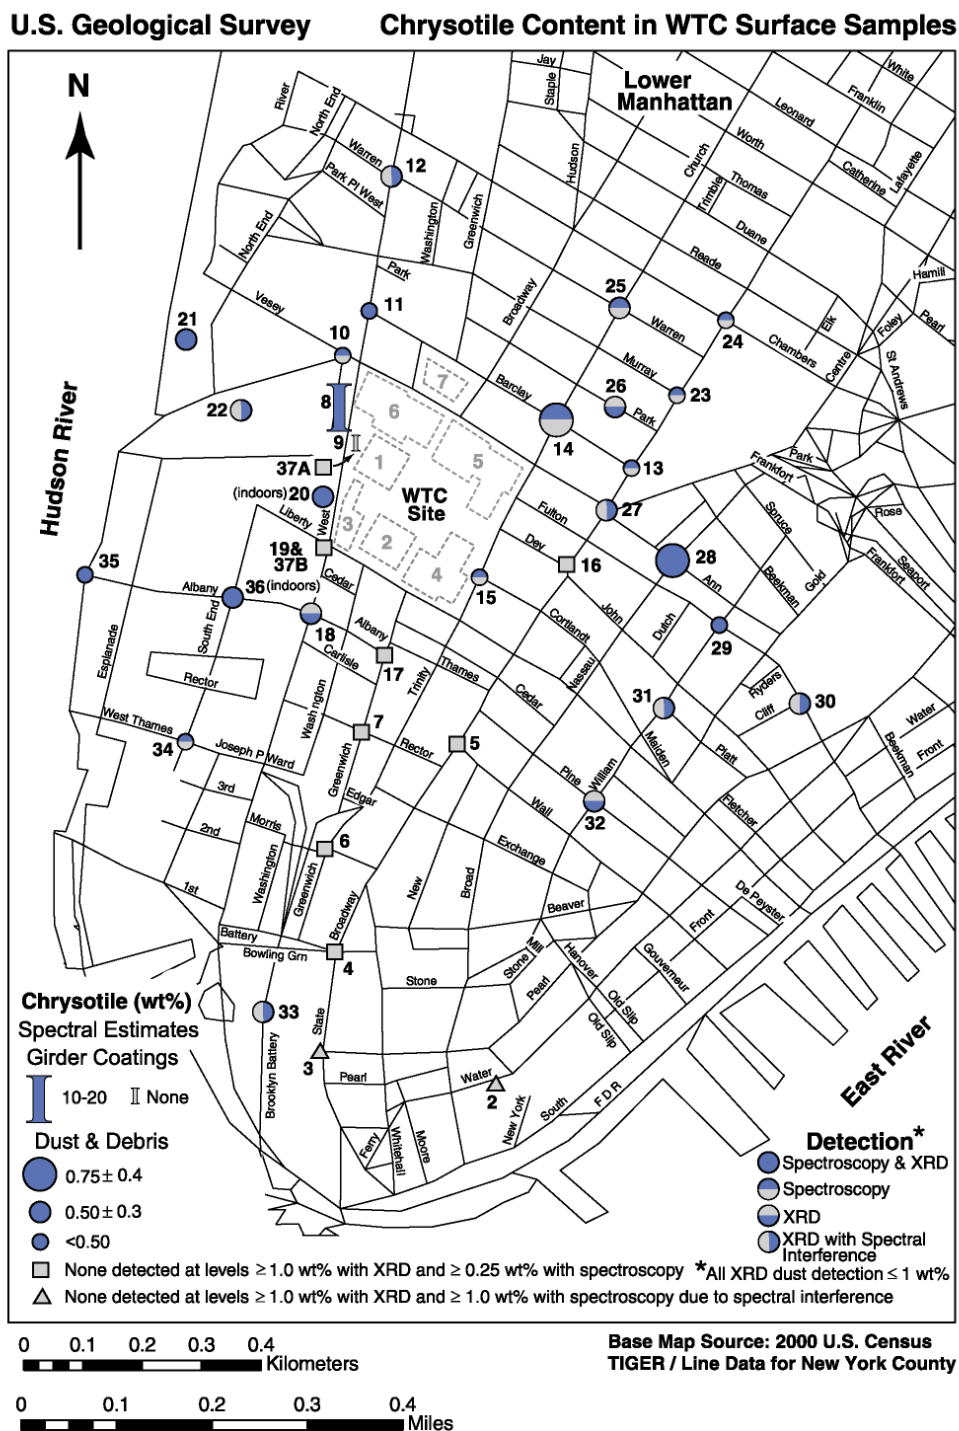 U.S. Geological Survey
Chrysotile Content in WTC Surface Samples
N
Lower
Manhattan
Jay
Staple
White
Franklin
Leonard
Worth
Church
Hudson
Trimble
Thomas
Catherine
Lafayette
River
North End
Warren
12
Park Pl West
Washington
Greenwich
Duane
North End
Reade
Hamill
Park
Vesey
Broadway
25
Warren
24
Chambers
Elk
Centre
Foley
Pearl
St Andrews
21
11
10
Murray
23
7
Barclay
26
Park
22
8
6
14
9
37A
1
5
13
Park
Frankfort
Hudson River
WTC
Site
(indoors) 20
Liberty
West
3
2
4
Fulton
27
Spruce
Rose
19&
37B
Dey
16
28
Ann
Beekman
Gold
Frankfort
Seaport
35
Albany
36 (indoors)
Cedar
15
South End
18
Albany
Carlisle
17
Cortlandt
John
Dutch
29
Esplanade
Rector
Washington
Trinity
Thames
Cedar
Nassau
31
Ryders
Cliff
30
Water
West Thames
34
Joseph P Ward
7
Greenwich
Rector
5
Maiden
Platt
Beekman
Front
3rd
Edgar
Pine
William
Wall
32
Fletcher
2nd
Morris
6
Exchange
1st
Washington
Greenwich
Broadway
New
Broad
Beaver
De Peyster
Front
Battery
Bowling Grn
4
Stone
Mill
Stone
Hanover
Gouverneur
Pearl
Old Slip
Old Slip
33
State
Brooklyn Battery
3
Pearl
Water
2
New York
South
F D R
East River
Ferry
Whitehall
Moore
Chrysotile (wt%)
Spectral Estimates
Girder Coatings
10-20
None
Dust & Debris
0.75 ± 0.4
0.50 ± 0.3
<0.50
Detection*
Spectroscopy & XRD
Spectroscopy
XRD
XRD with Spectral
Interference
None detected at levels ≥1.0 wt% with XRD and ≥ 0.25 wt% with spectroscopy
*All XRD dust detection ≤ 1 wt%
None detected at levels ≥1.0 wt% with XRD and ≥ 1.0 wt% with spectroscopy due to spectral interference
0 0.1 0.2 0.3 0.4
Kilometers
Base Map Source: 2000 U.S. Census
TIGER / Line Data for New York County
0 0.1 0.2 0.3 0.4
Miles